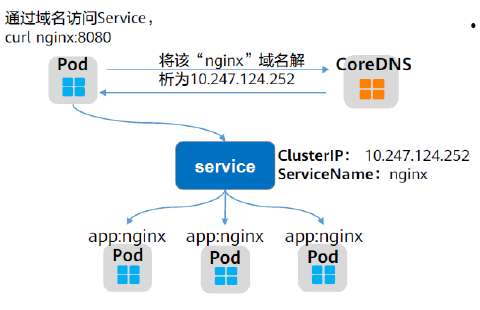 通过域名访问Service，
curl nginx:8080
Pod
将该“nginx”域名解
析为10.247.124.252
CoreDNS
service
ClusterIP： 10.247.124.252
ServiceName：nginx
app:nginx
app:nginx
app:nginx
Pod
Pod
Pod